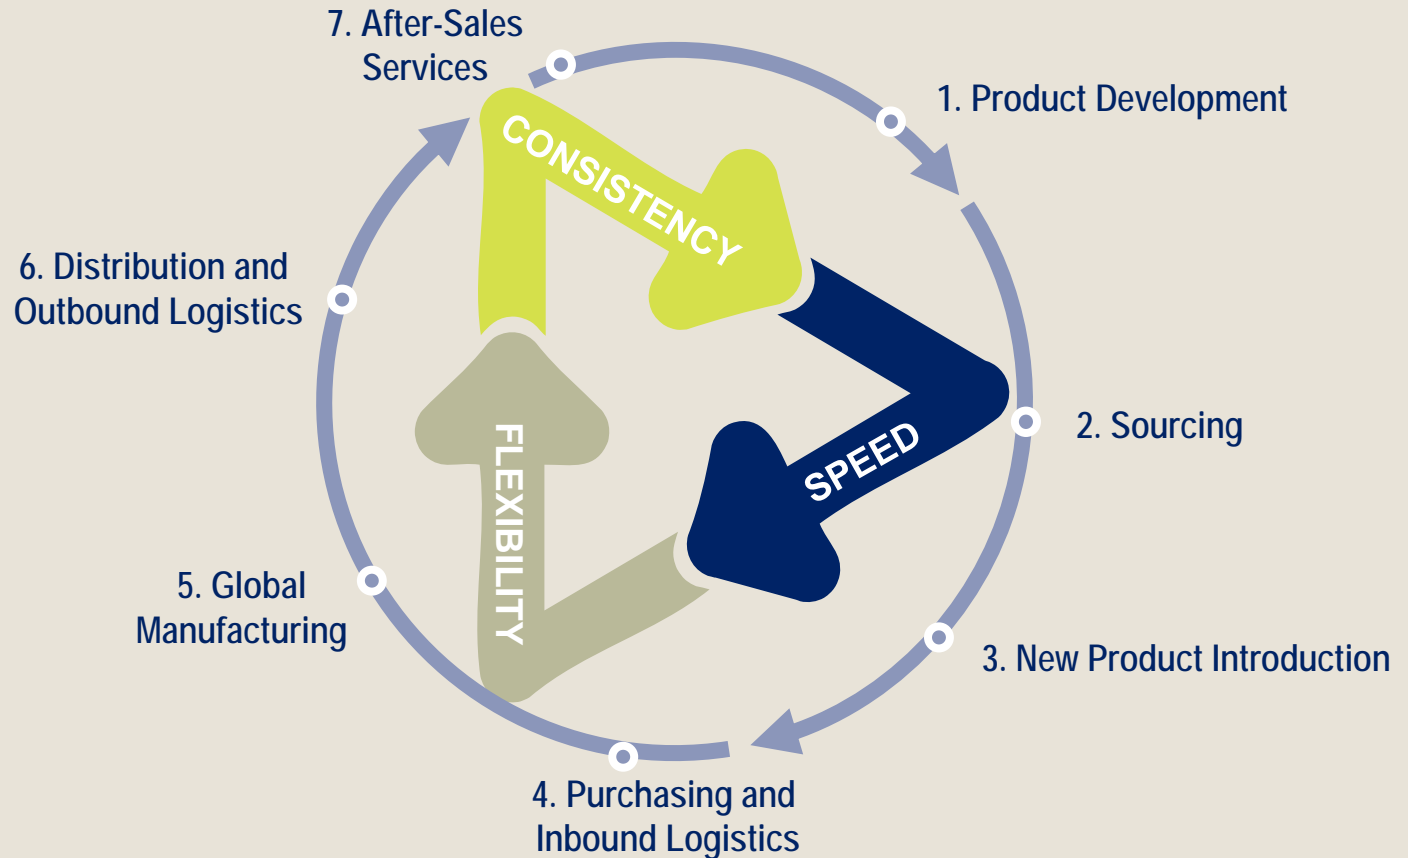 7. After-Sales
Services
1. Product Development
CONSISTENCY
6. Distribution and
Outbound Logistics
2. Sourcing
SPEED
FLEXIBILITY
5. Global
Manufacturing
3. New Product Introduction
4. Purchasing and
Inbound Logistics